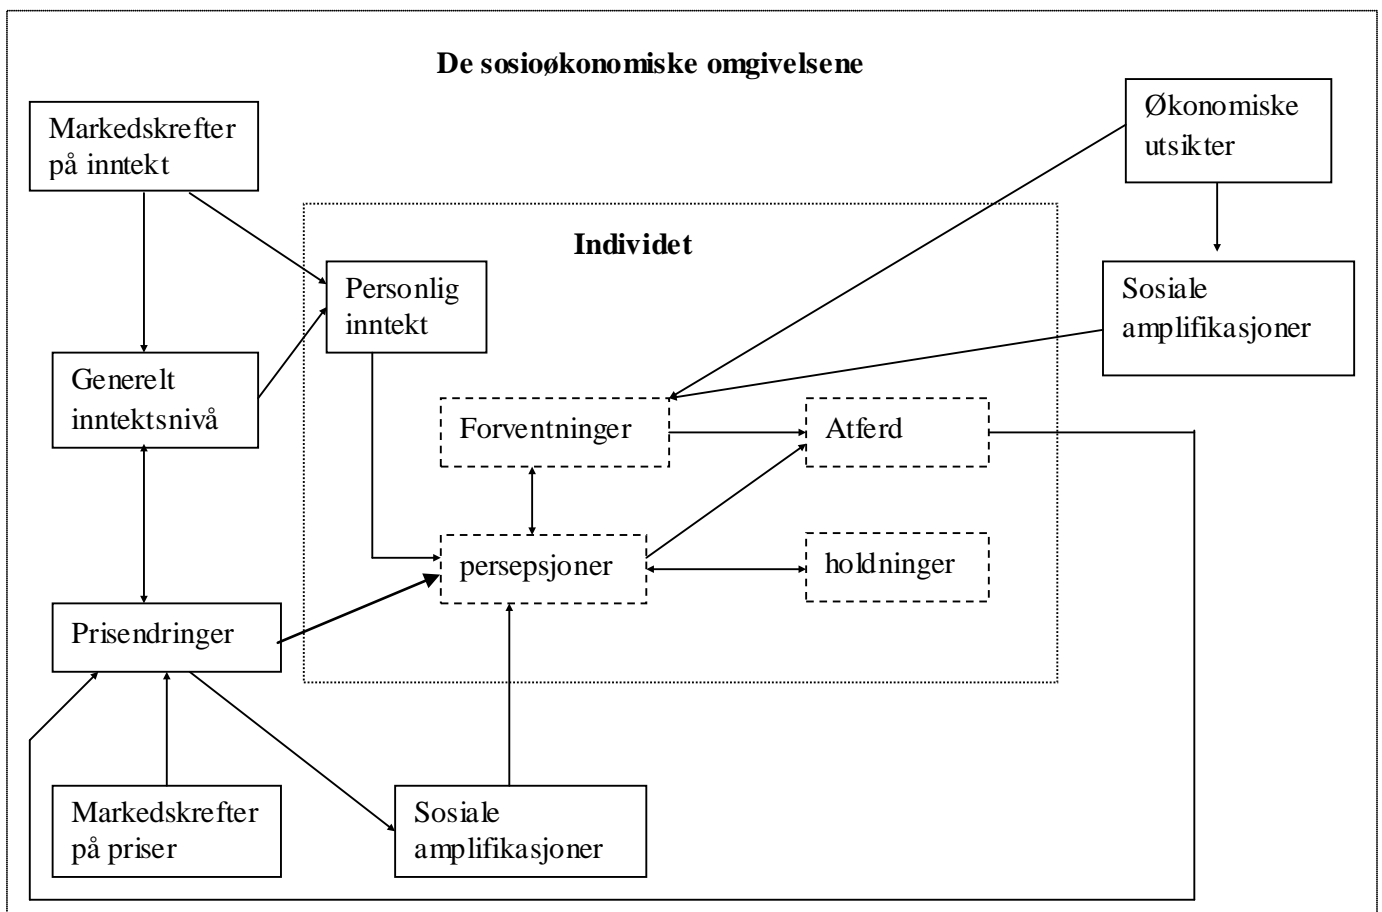 De sosioøkonomiske omgivelsene
Markedskrefter
på inntekt
Økonomiske
utsikter
Individet
Personlig
inntekt
Sosiale
amplifikasjoner
Generelt
inntektsnivå
Forventninger
Atferd
persepsjoner
holdninger
Prisendringer
Markedskrefter
på priser
Sosiale
amplifikasjoner